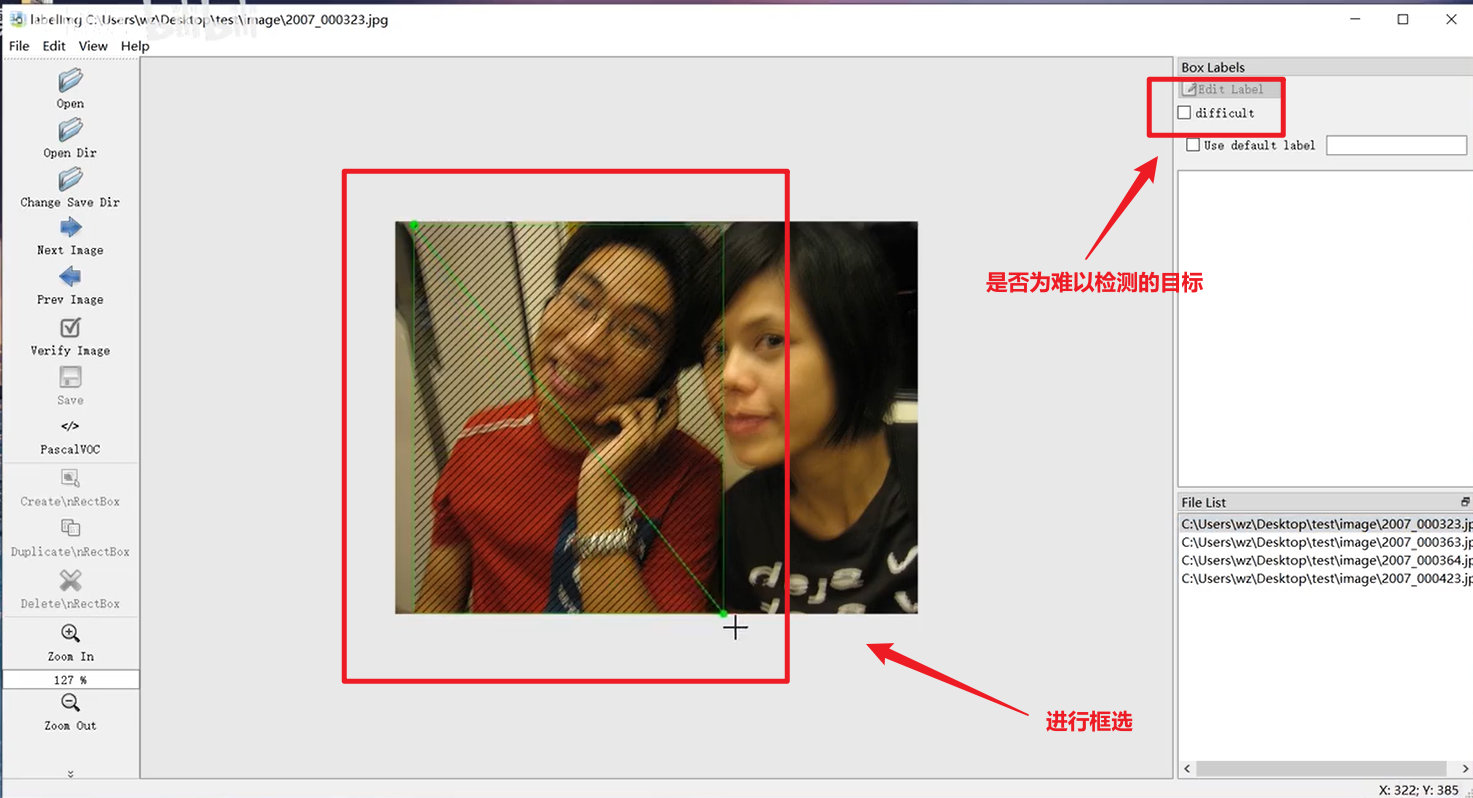 labelImg C:\Users\wz\Desktop\test\image\2007_000323.jpg
File Edit View Help
Open
Open Dir
Change Save Dir
Next Image
Prev Image
Verify Image
Save
</>
PascalVOC
Create\nRectBox
Duplicate\nRectBox
Delete\nRectBox
Zoom In
127 %
Zoom Out
deja
进行框选
Box Labels
Edit Label
difficult
Use default label
是否为难以检测的目标
File List
C:\Users\wz\Desktop\test\image\2007_000323.jp
C:\Users\wz\Desktop\test\image\2007_000363.jp
C:\Users\wz\Desktop\test\image\2007_000364.jp
C:\Users\wz\Desktop\test\image\2007_000423.jp
X: 322; Y: 385